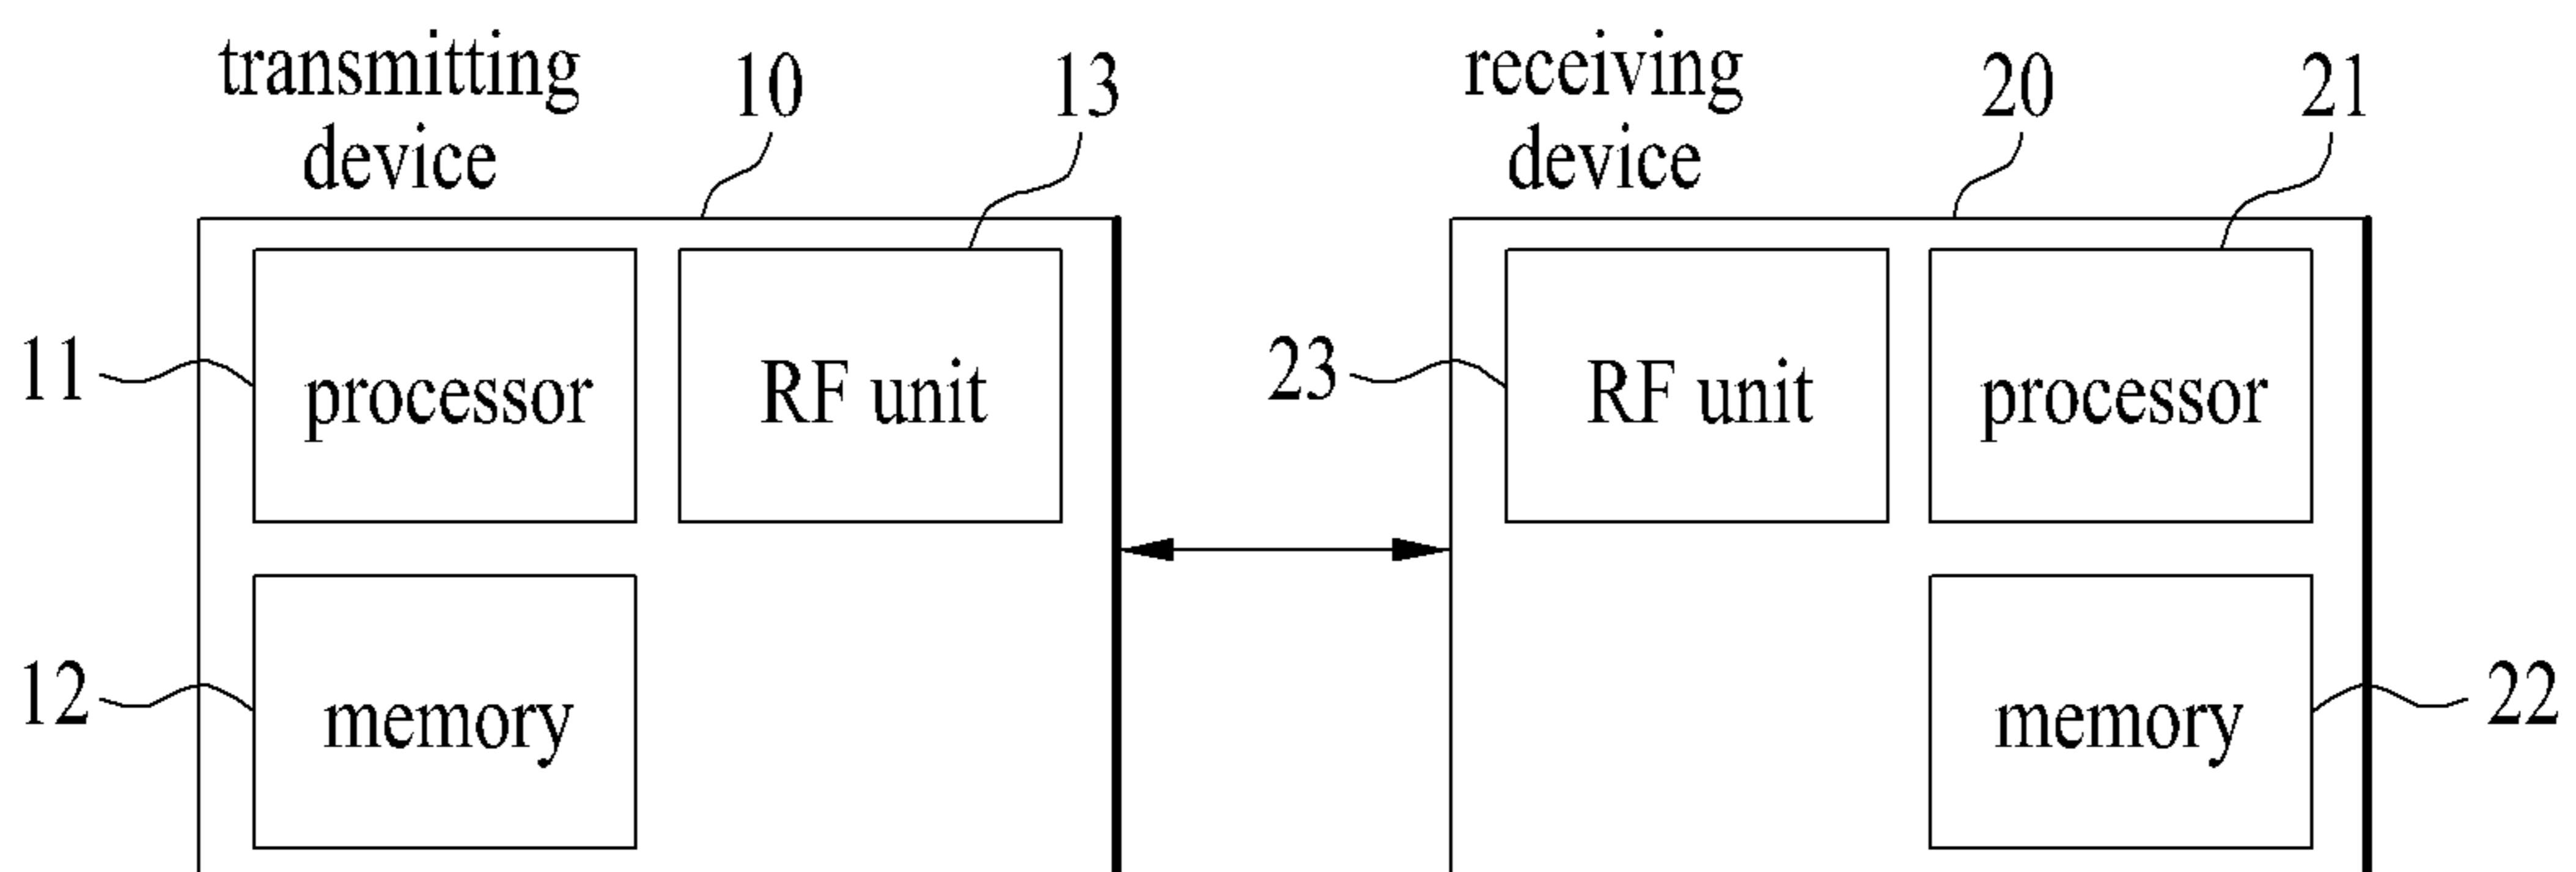 transmitting
device
10
13
receiving
device
20
21
11
processor
RF unit
23
RF unit
processor
12
memory
memory
22